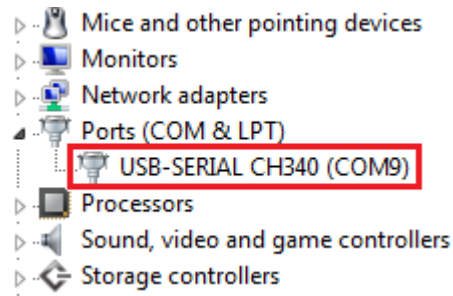 Mice and other pointing devices
Monitors
Network adapters
Ports (COM & LPT)
USB-SERIAL CH340 (COM9)
Processors
Sound, video and game controllers
Storage controllers